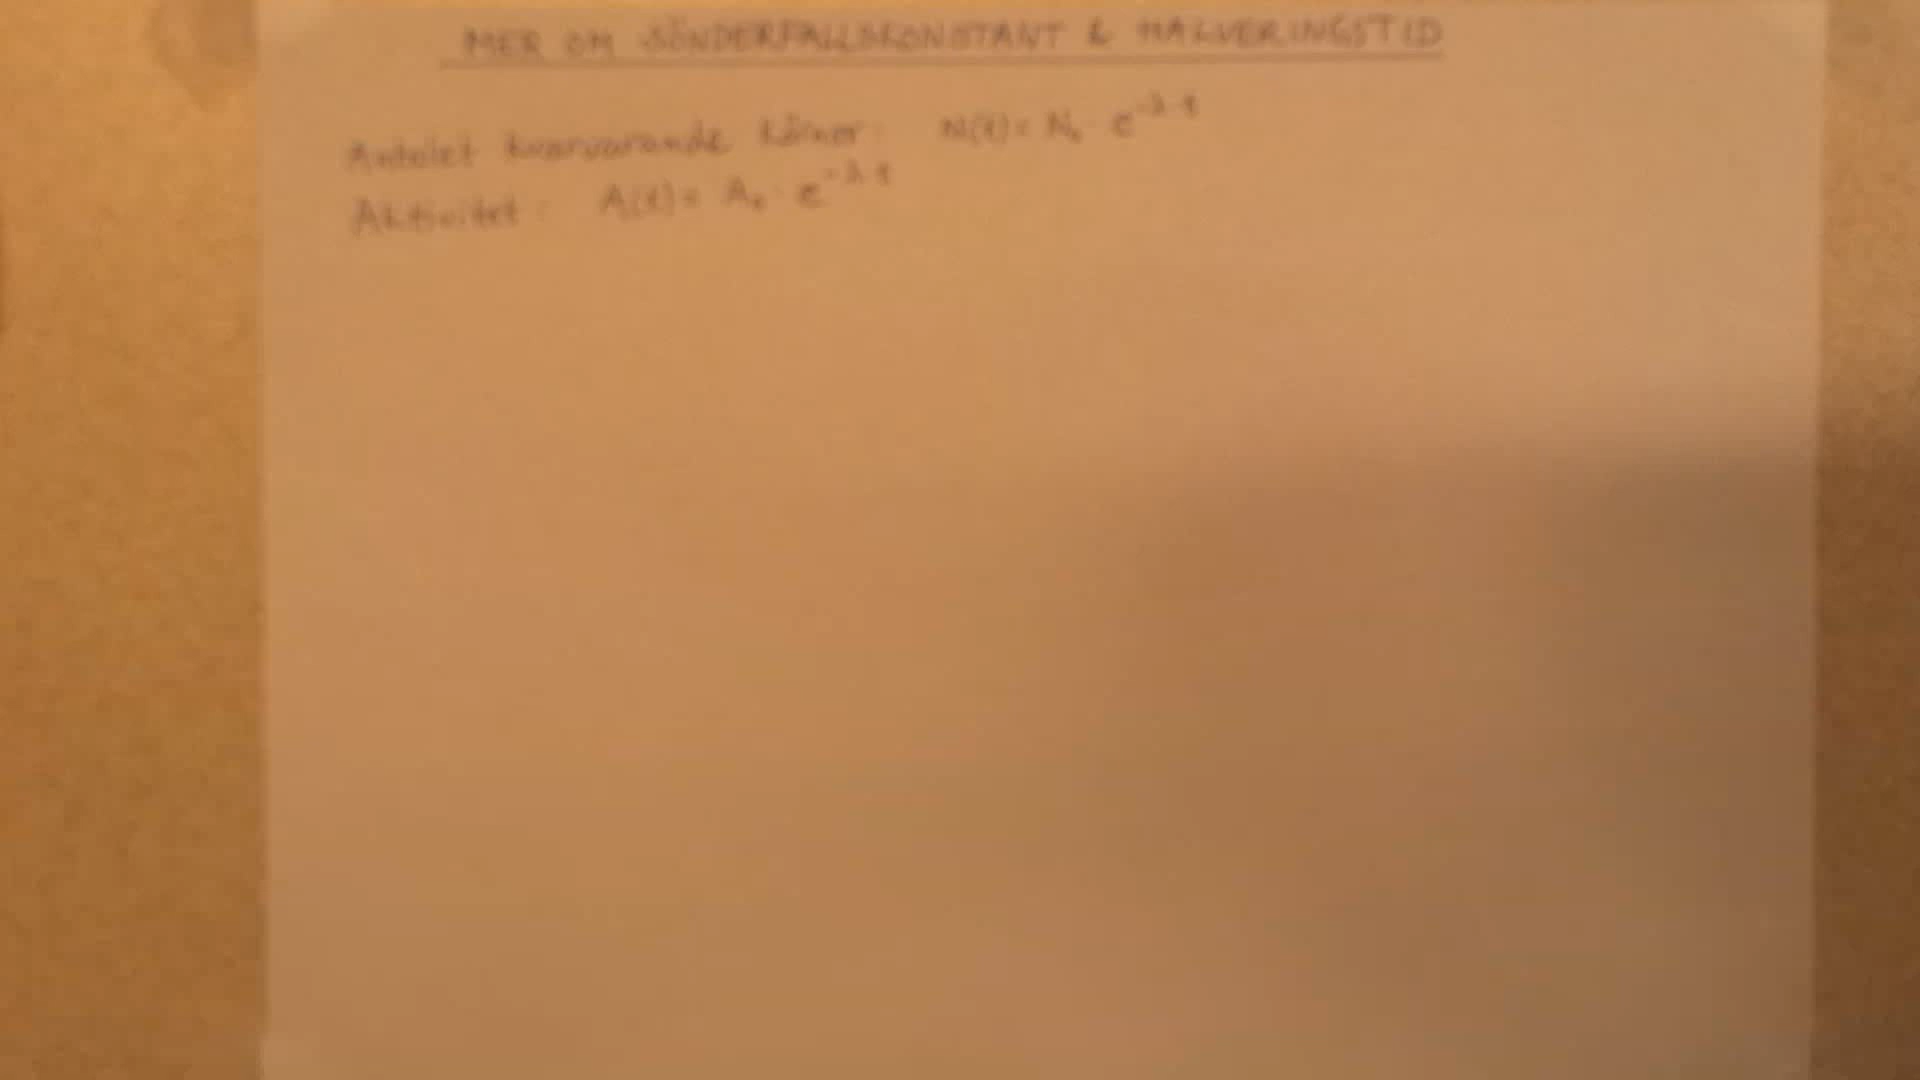 MER OM SÖNDERFALLSKONSTANT & HALVERINGSTID
Antalet kvarvarande kärnor: N(t) = N₀ · e^(-λ·t)
Aktivitet: A(t) = A₀ · e^(-λ·t)